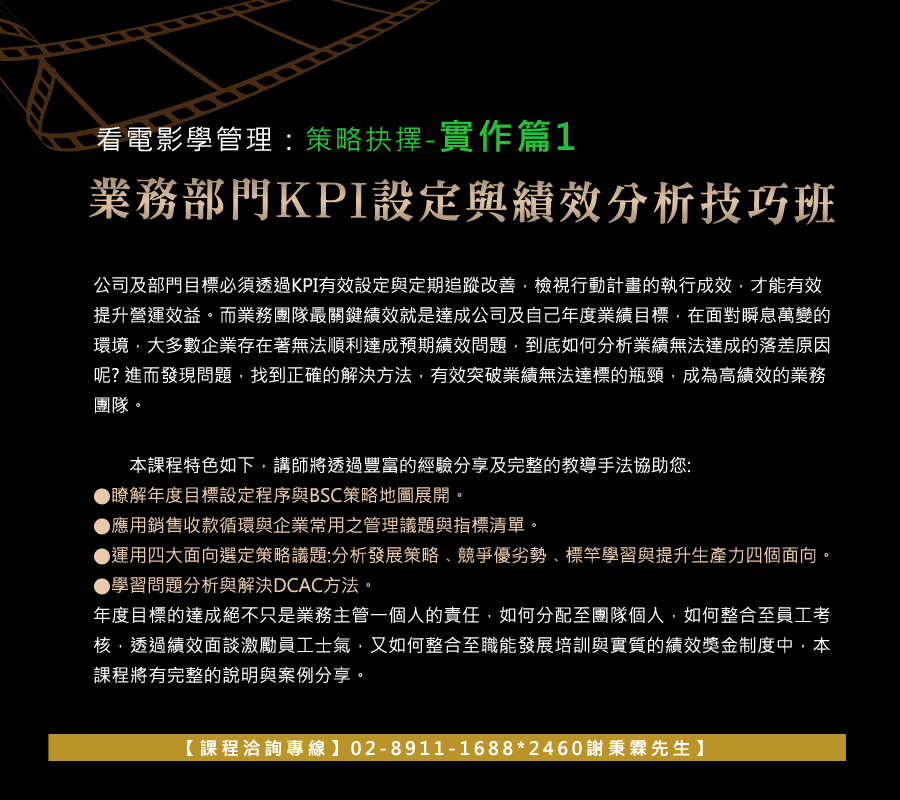 看電影學管理：策略抉擇-實作篇1
業務部門KPI設定與績效分析技巧班
公司及部門目標必須透過KPI有效設定與定期追蹤改善，檢視行動計畫的執行成效，才能有效
提升營運效益。而業務團隊最關鍵績效就是達成公司及自己年度業績目標，在面對瞬息萬變的
環境，大多數企業存在著無法順利達成預期績效問題，到底如何分析業績無法達成的落差原因
呢? 進而發現問題，找到正確的解決方法，有效突破業績無法達標的瓶頸，成為高績效的業務
團隊。
本課程特色如下，講師將透過豐富的經驗分享及完整的教導手法協助您:
●瞭解年度目標設定程序與BSC策略地圖展開。
●應用銷售收款循環與企業常用之管理議題與指標清單。
●運用四大面向選定策略議題:分析發展策略、競爭優劣勢、標竿學習與提升生產力四個面向。
●學習問題分析與解決DCAC方法。
年度目標的達成絕不只是業務主管一個人的責任，如何分配至團隊個人，如何整合至員工考
核，透過績效面談激勵員工士氣，又如何整合至職能發展培訓與實質的績效獎金制度中，本
課程將有完整的說明與案例分享。
【課程洽詢專線】02-8911-1688*2460謝秉霖先生】